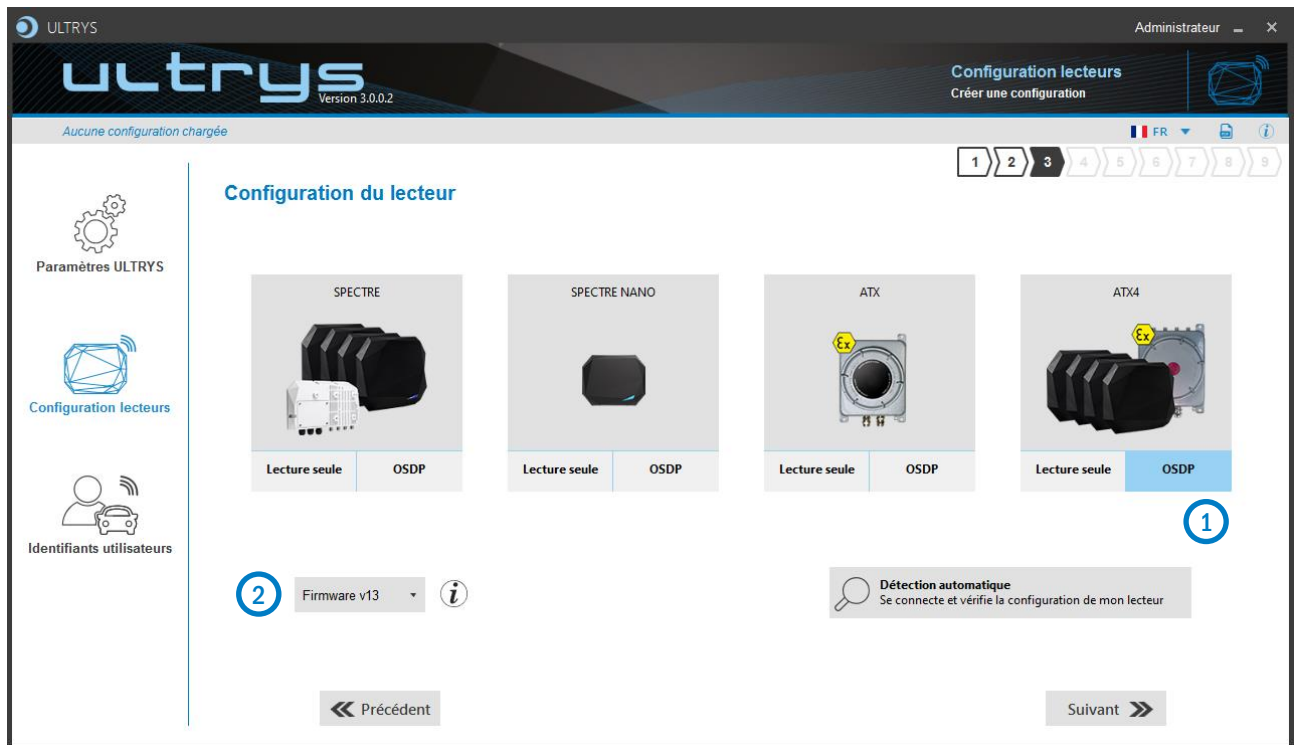 ULTRYS
Administrateur
ultrys
Version 3.0.0.2
Configuration lecteurs
Créer une configuration
Aucune configuration chargée
FR
1 2 3 4 5 6 7 8 9
Configuration du lecteur
Paramètres ULTRYS
Configuration lecteurs
Identifiants utilisateurs
SPECTRE
SPECTRE NANO
ATX
ATX4
Ex
Ex
Lecture seule OSDP
Lecture seule OSDP
Lecture seule OSDP
Lecture seule OSDP
1
2
Firmware v13
i
Détection automatique
Se connecte et vérifie la configuration de mon lecteur
Précédent
Suivant